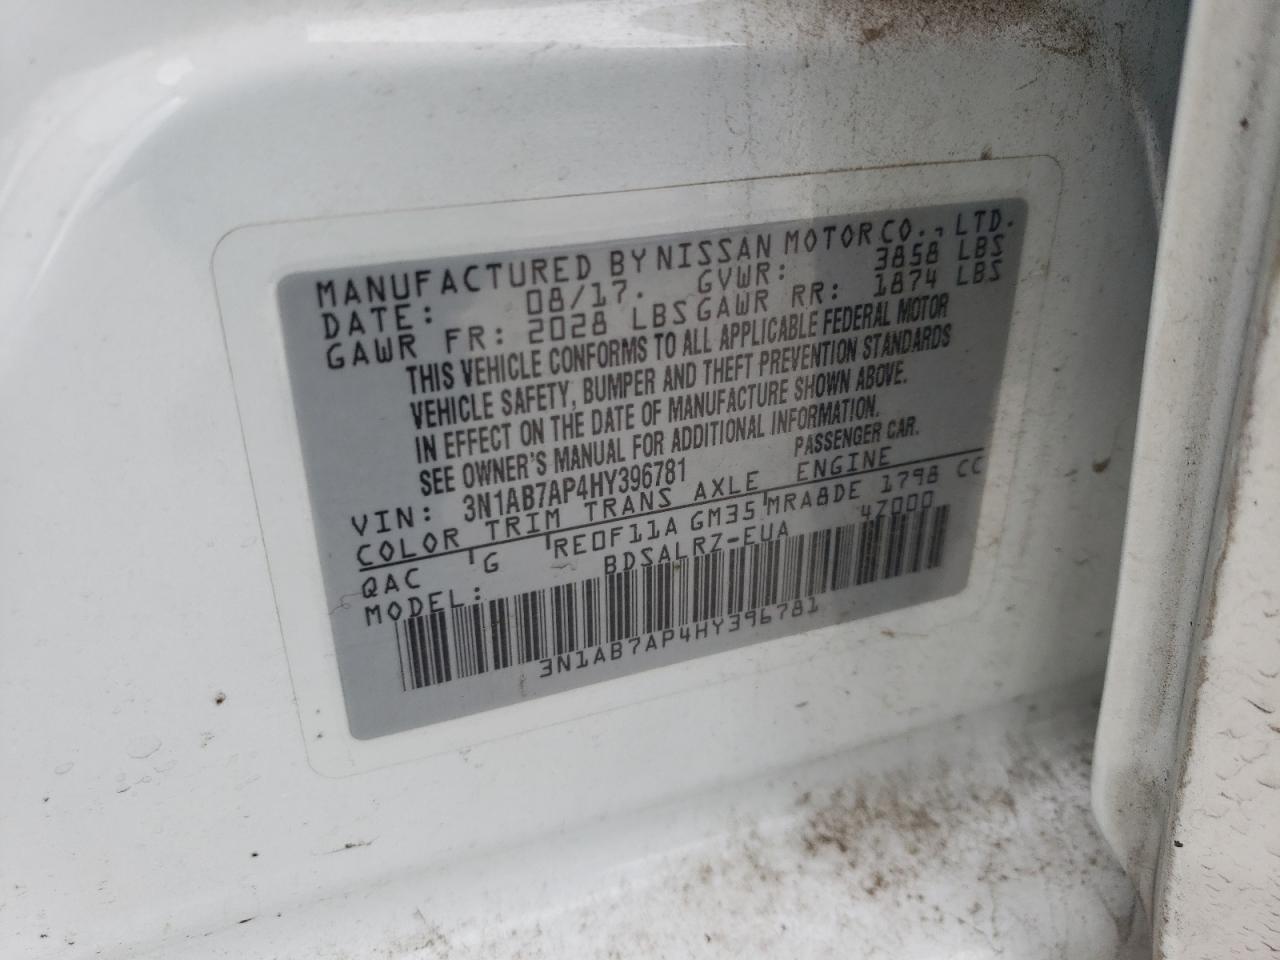 MANUFACTURED BY NISSAN MOTOR CO., LTD.
DATE: 08/17. GVWR: 3858 LBS
GAWR FR: 2028 LBS GAWR RR: 1874 LBS
THIS VEHICLE CONFORMS TO ALL APPLICABLE FEDERAL MOTOR
VEHICLE SAFETY, BUMPER AND THEFT PREVENTION STANDARDS
IN EFFECT ON THE DATE OF MANUFACTURE SHOWN ABOVE.
SEE OWNER'S MANUAL FOR ADDITIONAL INFORMATION.
VIN: 3N1AB7AP4HY396781 PASSENGER CAR.
COLOR TRIM TRANS AXLE ENGINE
QAC G RE0F11A GM35 MRA8DE 1798 CC
MODEL: BDSALRZ-EUA 47000
3N1AB7AP4HY396781